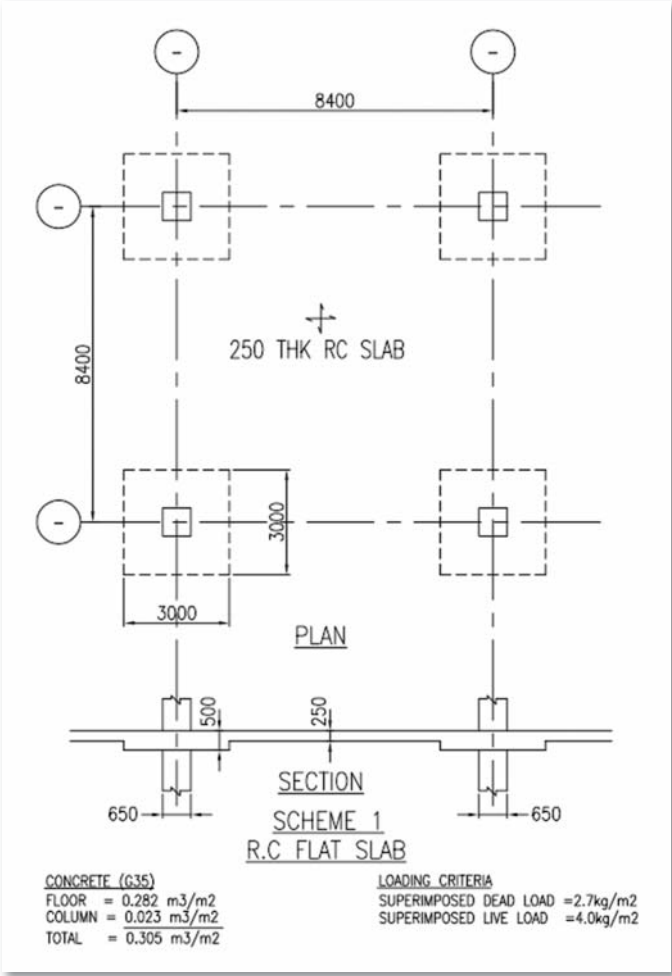 -
-
8400
-
8400
250 THK RC SLAB
-
3000
3000
PLAN
500
250
SECTION
650
650
SCHEME 1
R.C FLAT SLAB
CONCRETE (G35)
FLOOR = 0.282 m3/m2
COLUMN = 0.023 m3/m2
TOTAL = 0.305 m3/m2
LOADING CRITERIA
SUPERIMPOSED DEAD LOAD =2.7kg/m2
SUPERIMPOSED LIVE LOAD =4.0kg/m2